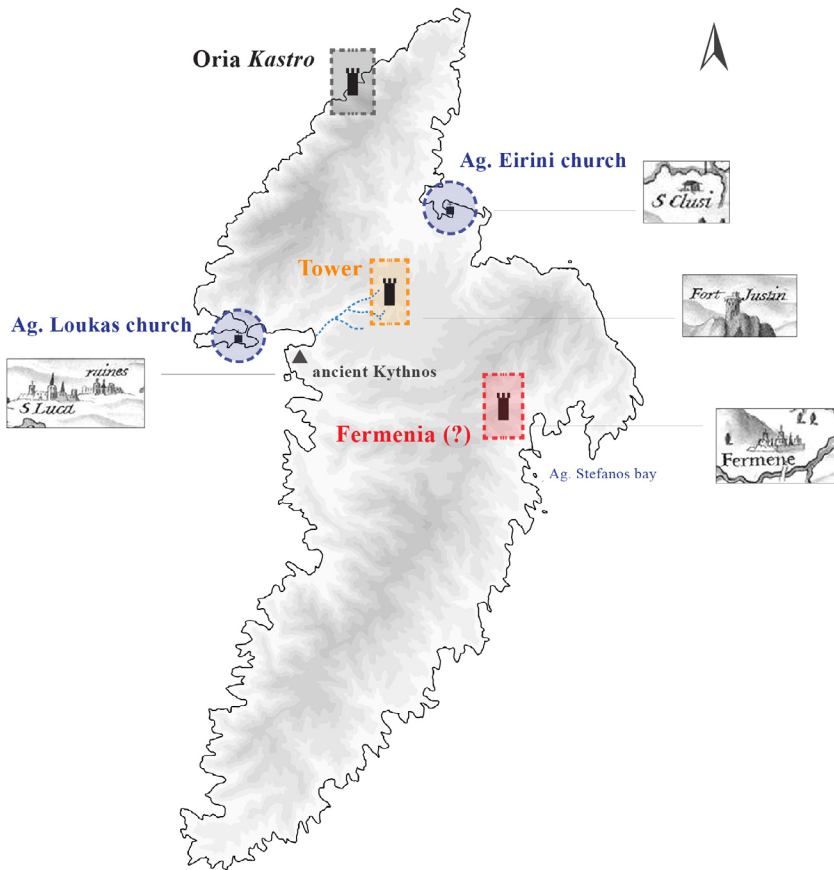 Oria Kastro
Ag. Eirini church
S Clusi
Tower
Fort Justin
Ag. Loukas church
ruines
S Luca
ancient Kythnos
Fermenia (?)
Fermene
Ag. Stefanos bay